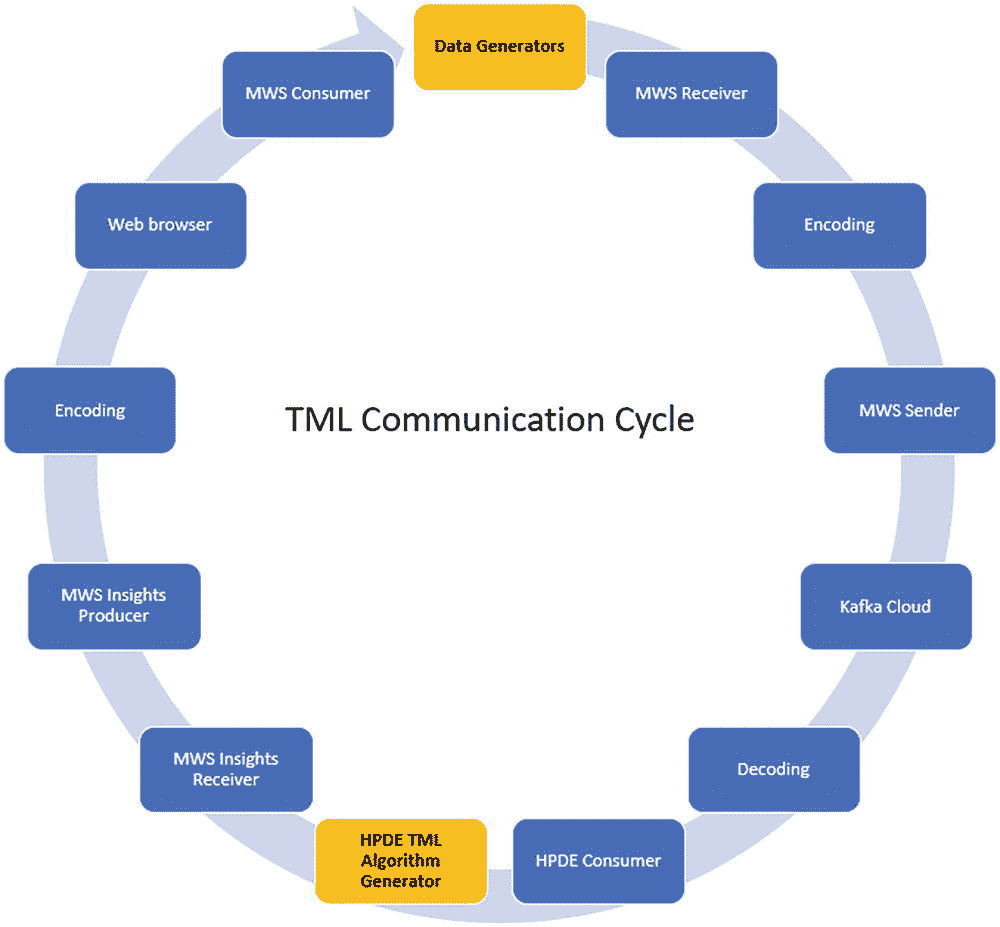 Data Generators
MWS Receiver
Encoding
MWS Sender
Kafka Cloud
Decoding
HPDE Consumer
HPDE TML
Algorithm
Generator
MWS Insights
Receiver
MWS Insights
Producer
Encoding
Web browser
MWS Consumer
TML Communication Cycle